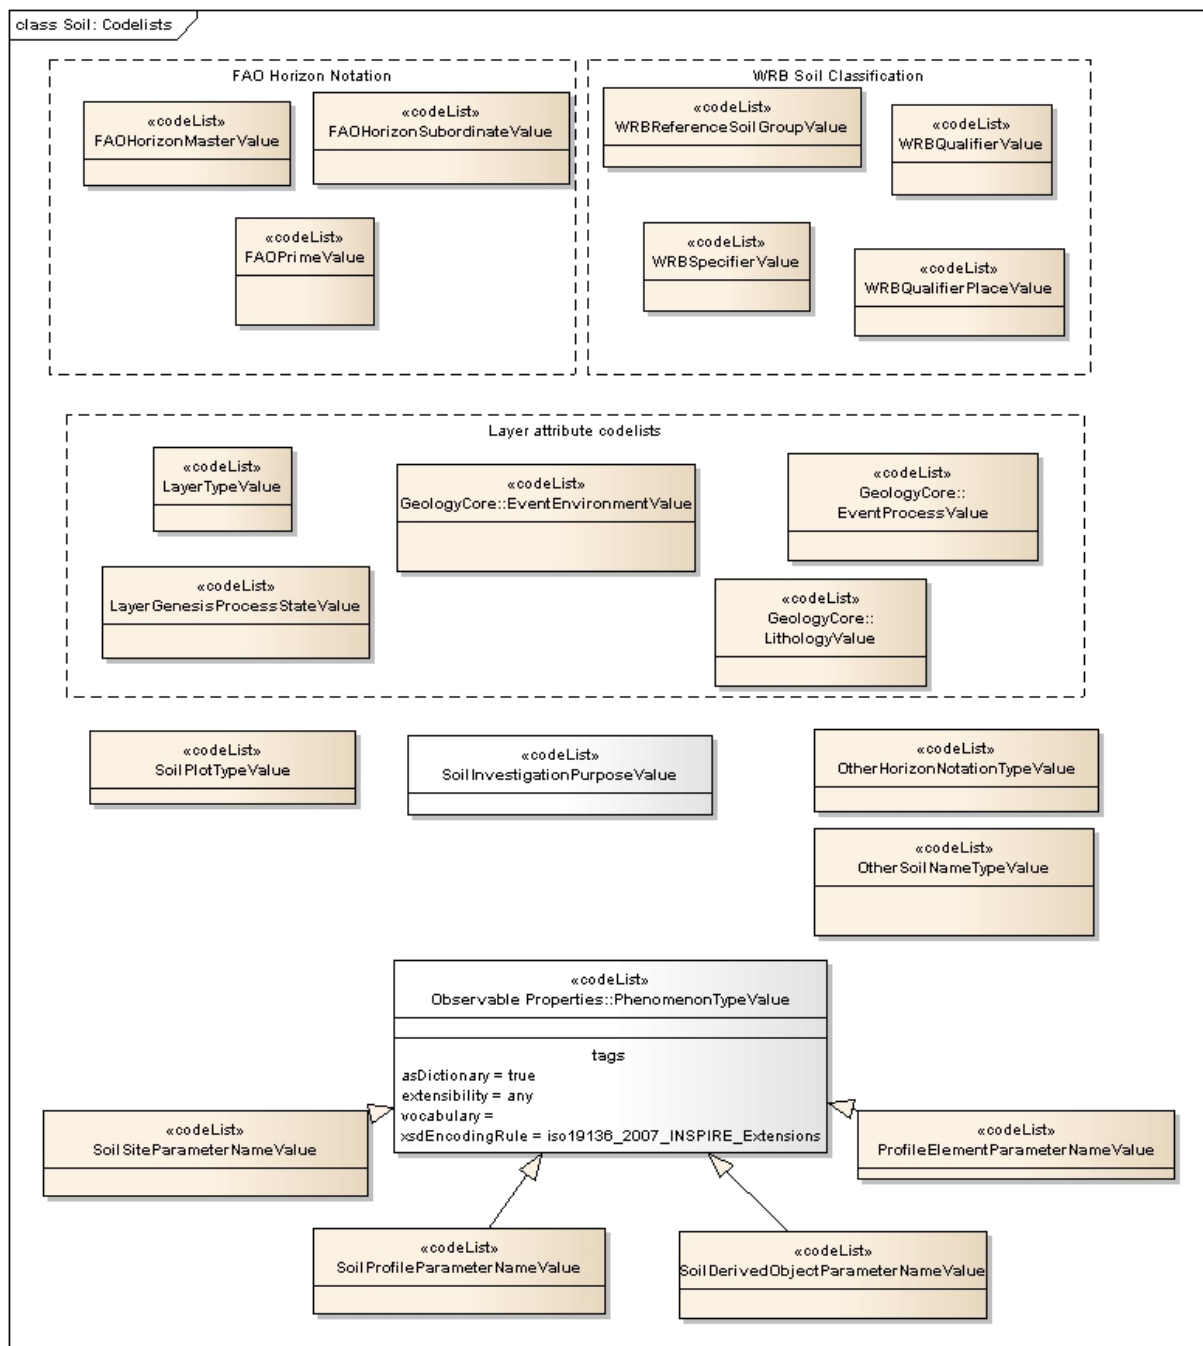 class Soil: Codelists
FAO Horizon Notation
«codeList»
FAOHorizonMasterValue
«codeList»
FAOHorizonSubordinateValue
«codeList»
FAOPrimeValue
WRB Soil Classification
«codeList»
WRBReferenceSoilGroupValue
«codeList»
WRBQualifierValue
«codeList»
WRBSpecifierValue
«codeList»
WRBQualifierPlaceValue
Layer attribute codelists
«codeList»
LayerTypeValue
«codeList»
GeologyCore::EventEnvironmentValue
«codeList»
GeologyCore::
EventProcessValue
«codeList»
LayerGenesisProcessStateValue
«codeList»
GeologyCore::
LithologyValue
«codeList»
SoilPlotTypeValue
«codeList»
SoilInvestigationPurposeValue
«codeList»
OtherHorizonNotationTypeValue
«codeList»
OtherSoilNameTypeValue
«codeList»
Observable Properties::PhenomenonTypeValue
tags
asDictionary = true
extensibility = any
vocabulary =
xsdEncodingRule = iso19136_2007_INSPIRE_Extensions
«codeList»
SoilSiteParameterNameValue
«codeList»
ProfileElementParameterNameValue
«codeList»
SoilProfileParameterNameValue
«codeList»
SoilDerivedObjectParameterNameValue